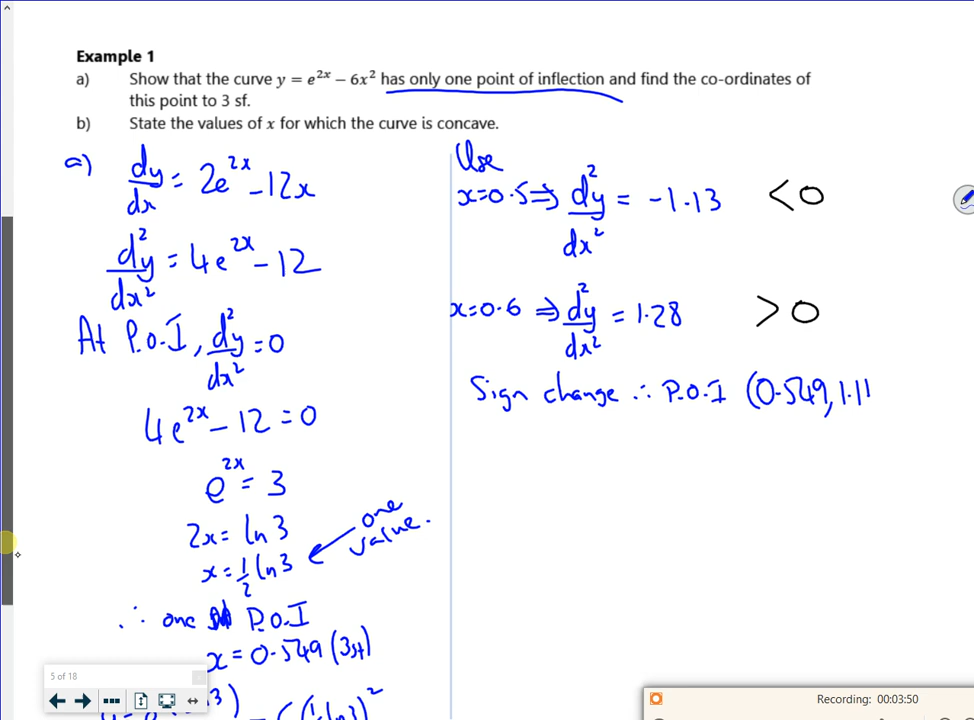 Example 1
a) Show that the curve y = e^{2x} − 6x² has only one point of inflection and find the co-ordinates of
this point to 3 sf.
b) State the values of x for which the curve is concave.
a) dy/dx = 2e^{2x} − 12x
d²y/dx² = 4e^{2x} − 12
At P.O.I, d²y/dx² = 0
4e^{2x} − 12 = 0
e^{2x} = 3
2x = ln3
x = 1/2 ln3
one
value.
∴ one P.O.I
x = 0.549 (3sf)
Use
x=0.5 ⇒ d²y/dx² = −1.13 <0
x=0.6 ⇒ d²y/dx² = 1.28 >0
Sign change ∴ P.O.I (0.549, 1.11
5 of 18
Recording: 00:03:50